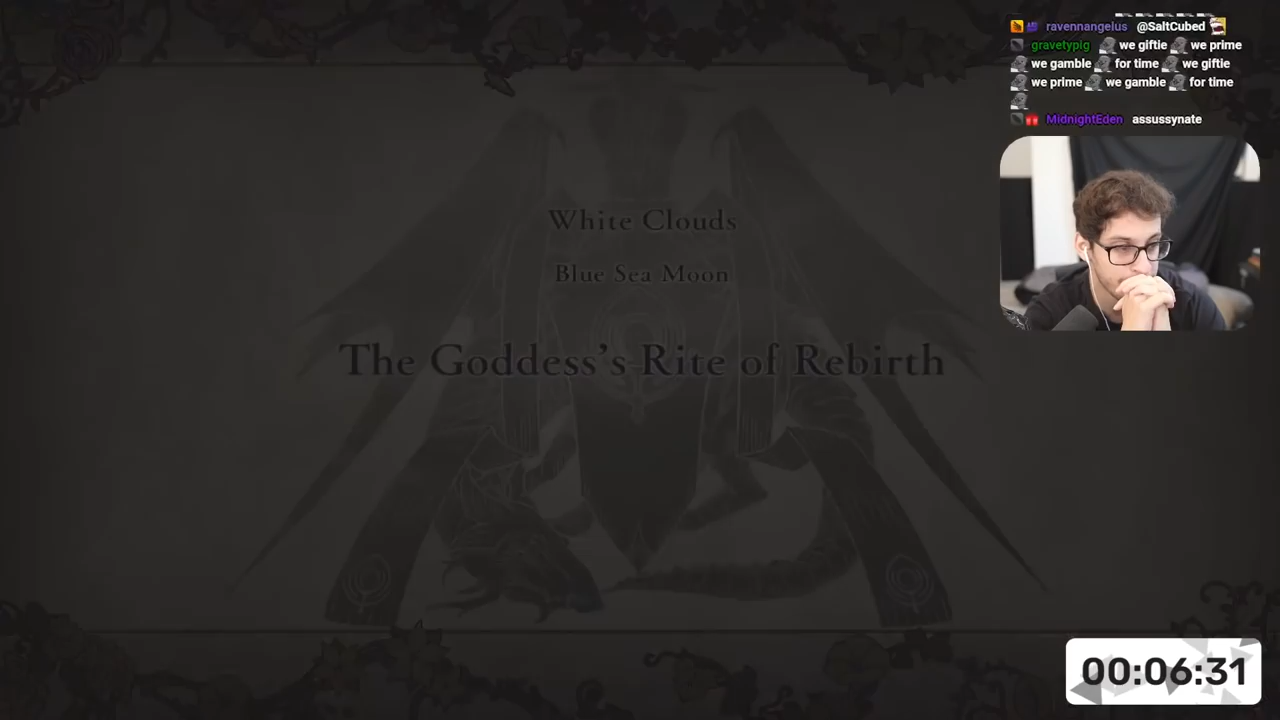 ravennangelus @SaltCubed
gravetypig we giftie we prime
we gamble for time we giftie
we prime we gamble for time
MidnightEden assussynate
White Clouds
Blue Sea Moon
The Goddess's Rite of Rebirth
00:06:31